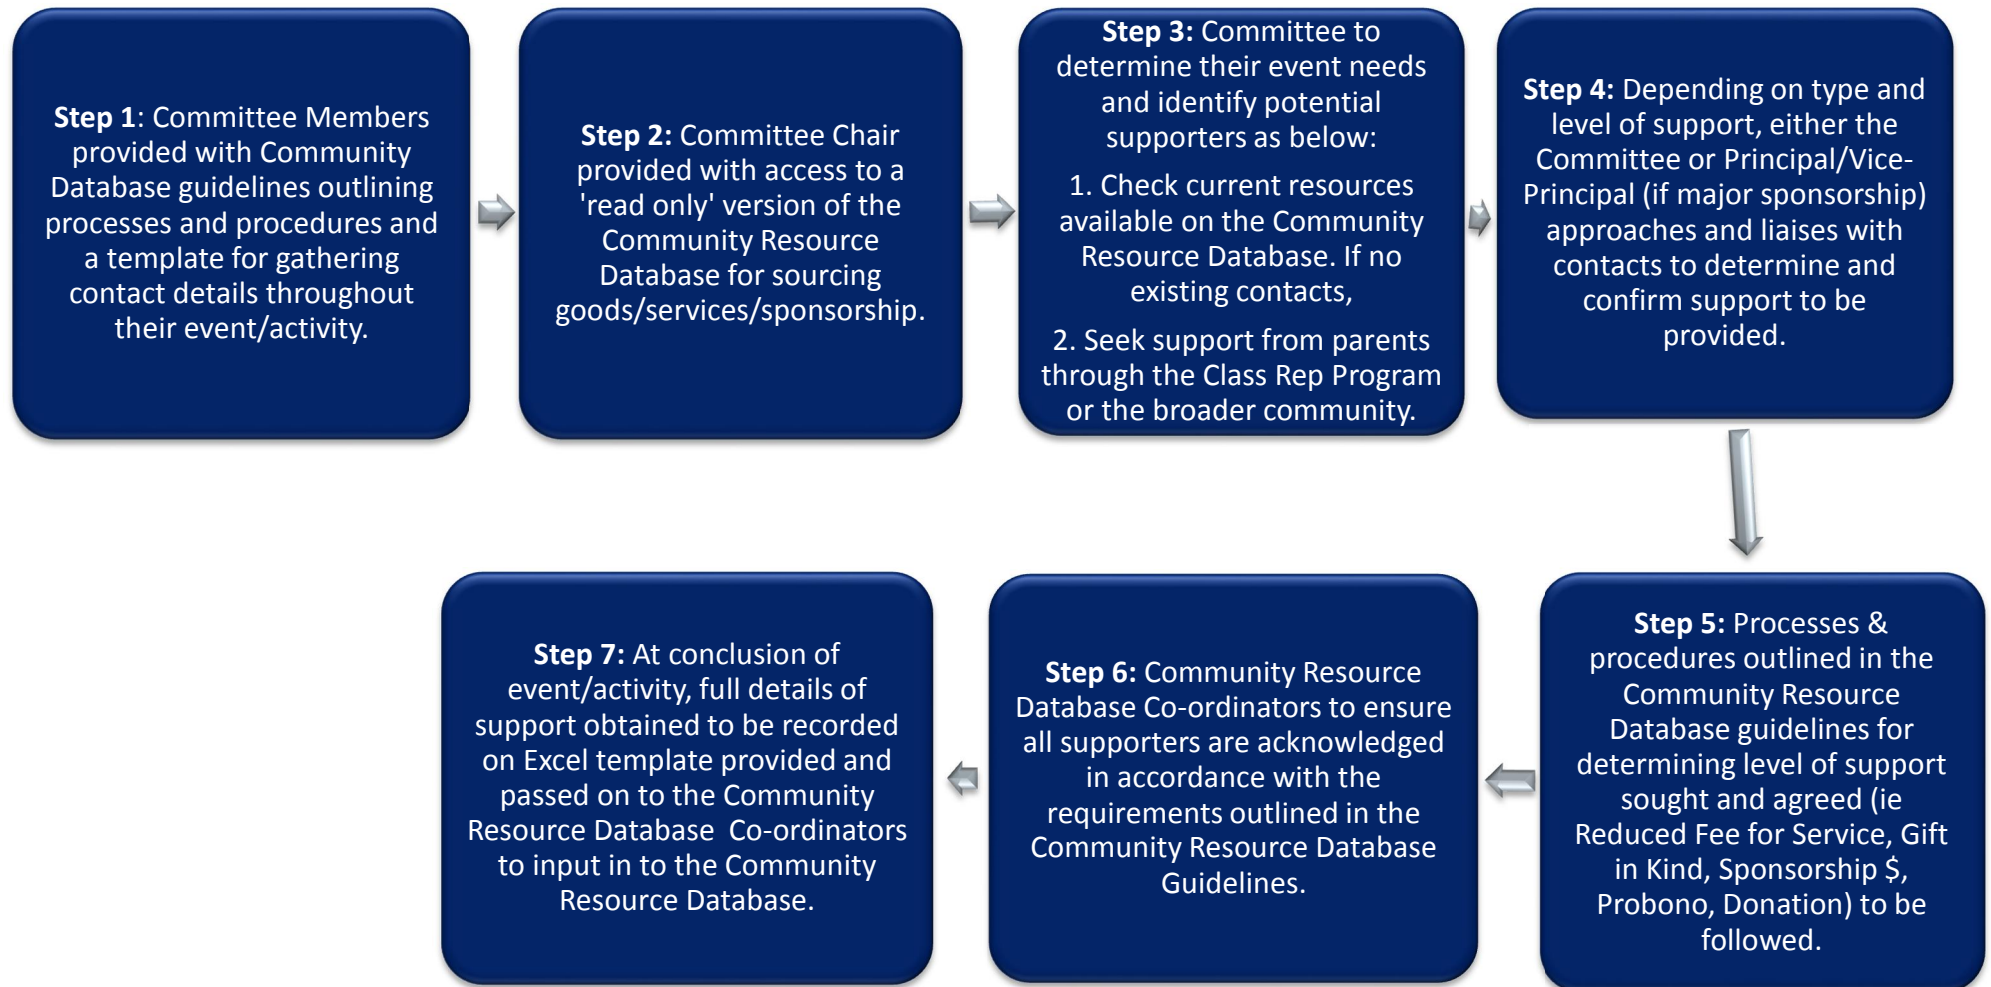 Step 1: Committee Members
provided with Community
Database guidelines outlining
processes and procedures and
a template for gathering
contact details throughout
their event/activity.
Step 2: Committee Chair
provided with access to a
'read only' version of the
Community Resource
Database for sourcing
goods/services/sponsorship.
Step 3: Committee to
determine their event needs
and identify potential
supporters as below:
1. Check current resources
available on the Community
Resource Database. If no
existing contacts,
2. Seek support from parents
through the Class Rep Program
or the broader community.
Step 4: Depending on type and
level of support, either the
Committee or Principal/Vice-
Principal (if major sponsorship)
approaches and liaises with
contacts to determine and
confirm support to be
provided.
Step 5: Processes &
procedures outlined in the
Community Resource
Database guidelines for
determining level of support
sought and agreed (ie
Reduced Fee for Service, Gift
in Kind, Sponsorship $,
Probono, Donation) to be
followed.
Step 6: Community Resource
Database Co-ordinators to ensure
all supporters are acknowledged
in accordance with the
requirements outlined in the
Community Resource Database
Guidelines.
Step 7: At conclusion of
event/activity, full details of
support obtained to be recorded
on Excel template provided and
passed on to the Community
Resource Database  Co-ordinators
to input in to the Community
Resource Database.